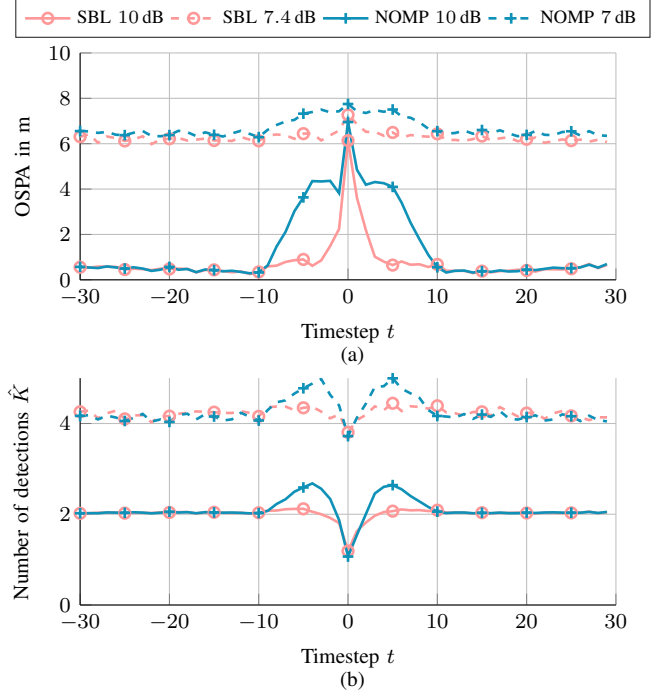 SBL 10 dB SBL 7.4 dB NOMP 10 dB NOMP 7 dB
10
8
6
4
2
0
OSPA in m
−30 −20 −10 0 10 20 30
Timestep t
(a)
4
2
0
Number of detections K̂
−30 −20 −10 0 10 20 30
Timestep t
(b)